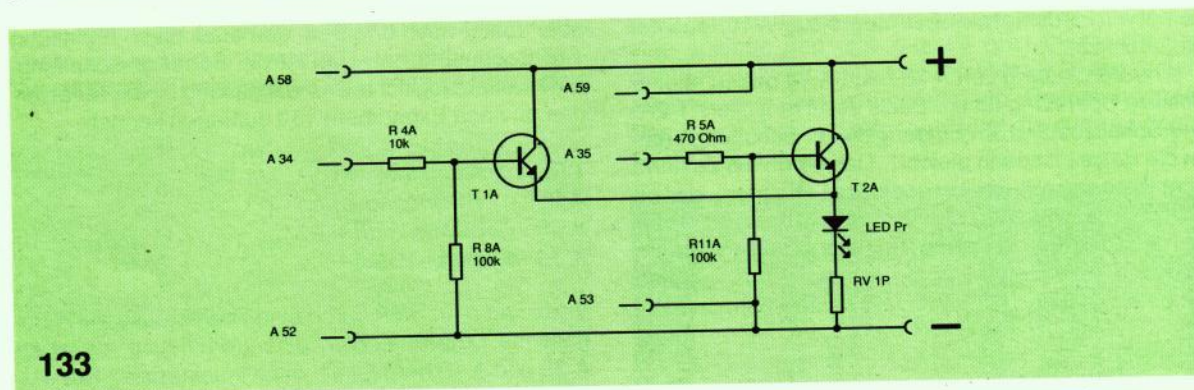 A 58
+
A 59
R 4A
10k
R 5A
470 Ohm
A 34
A 35
T 1A
T 2A
LED Pr
R 8A
100k
R11A
100k
RV 1P
A 53
A 52
−
133